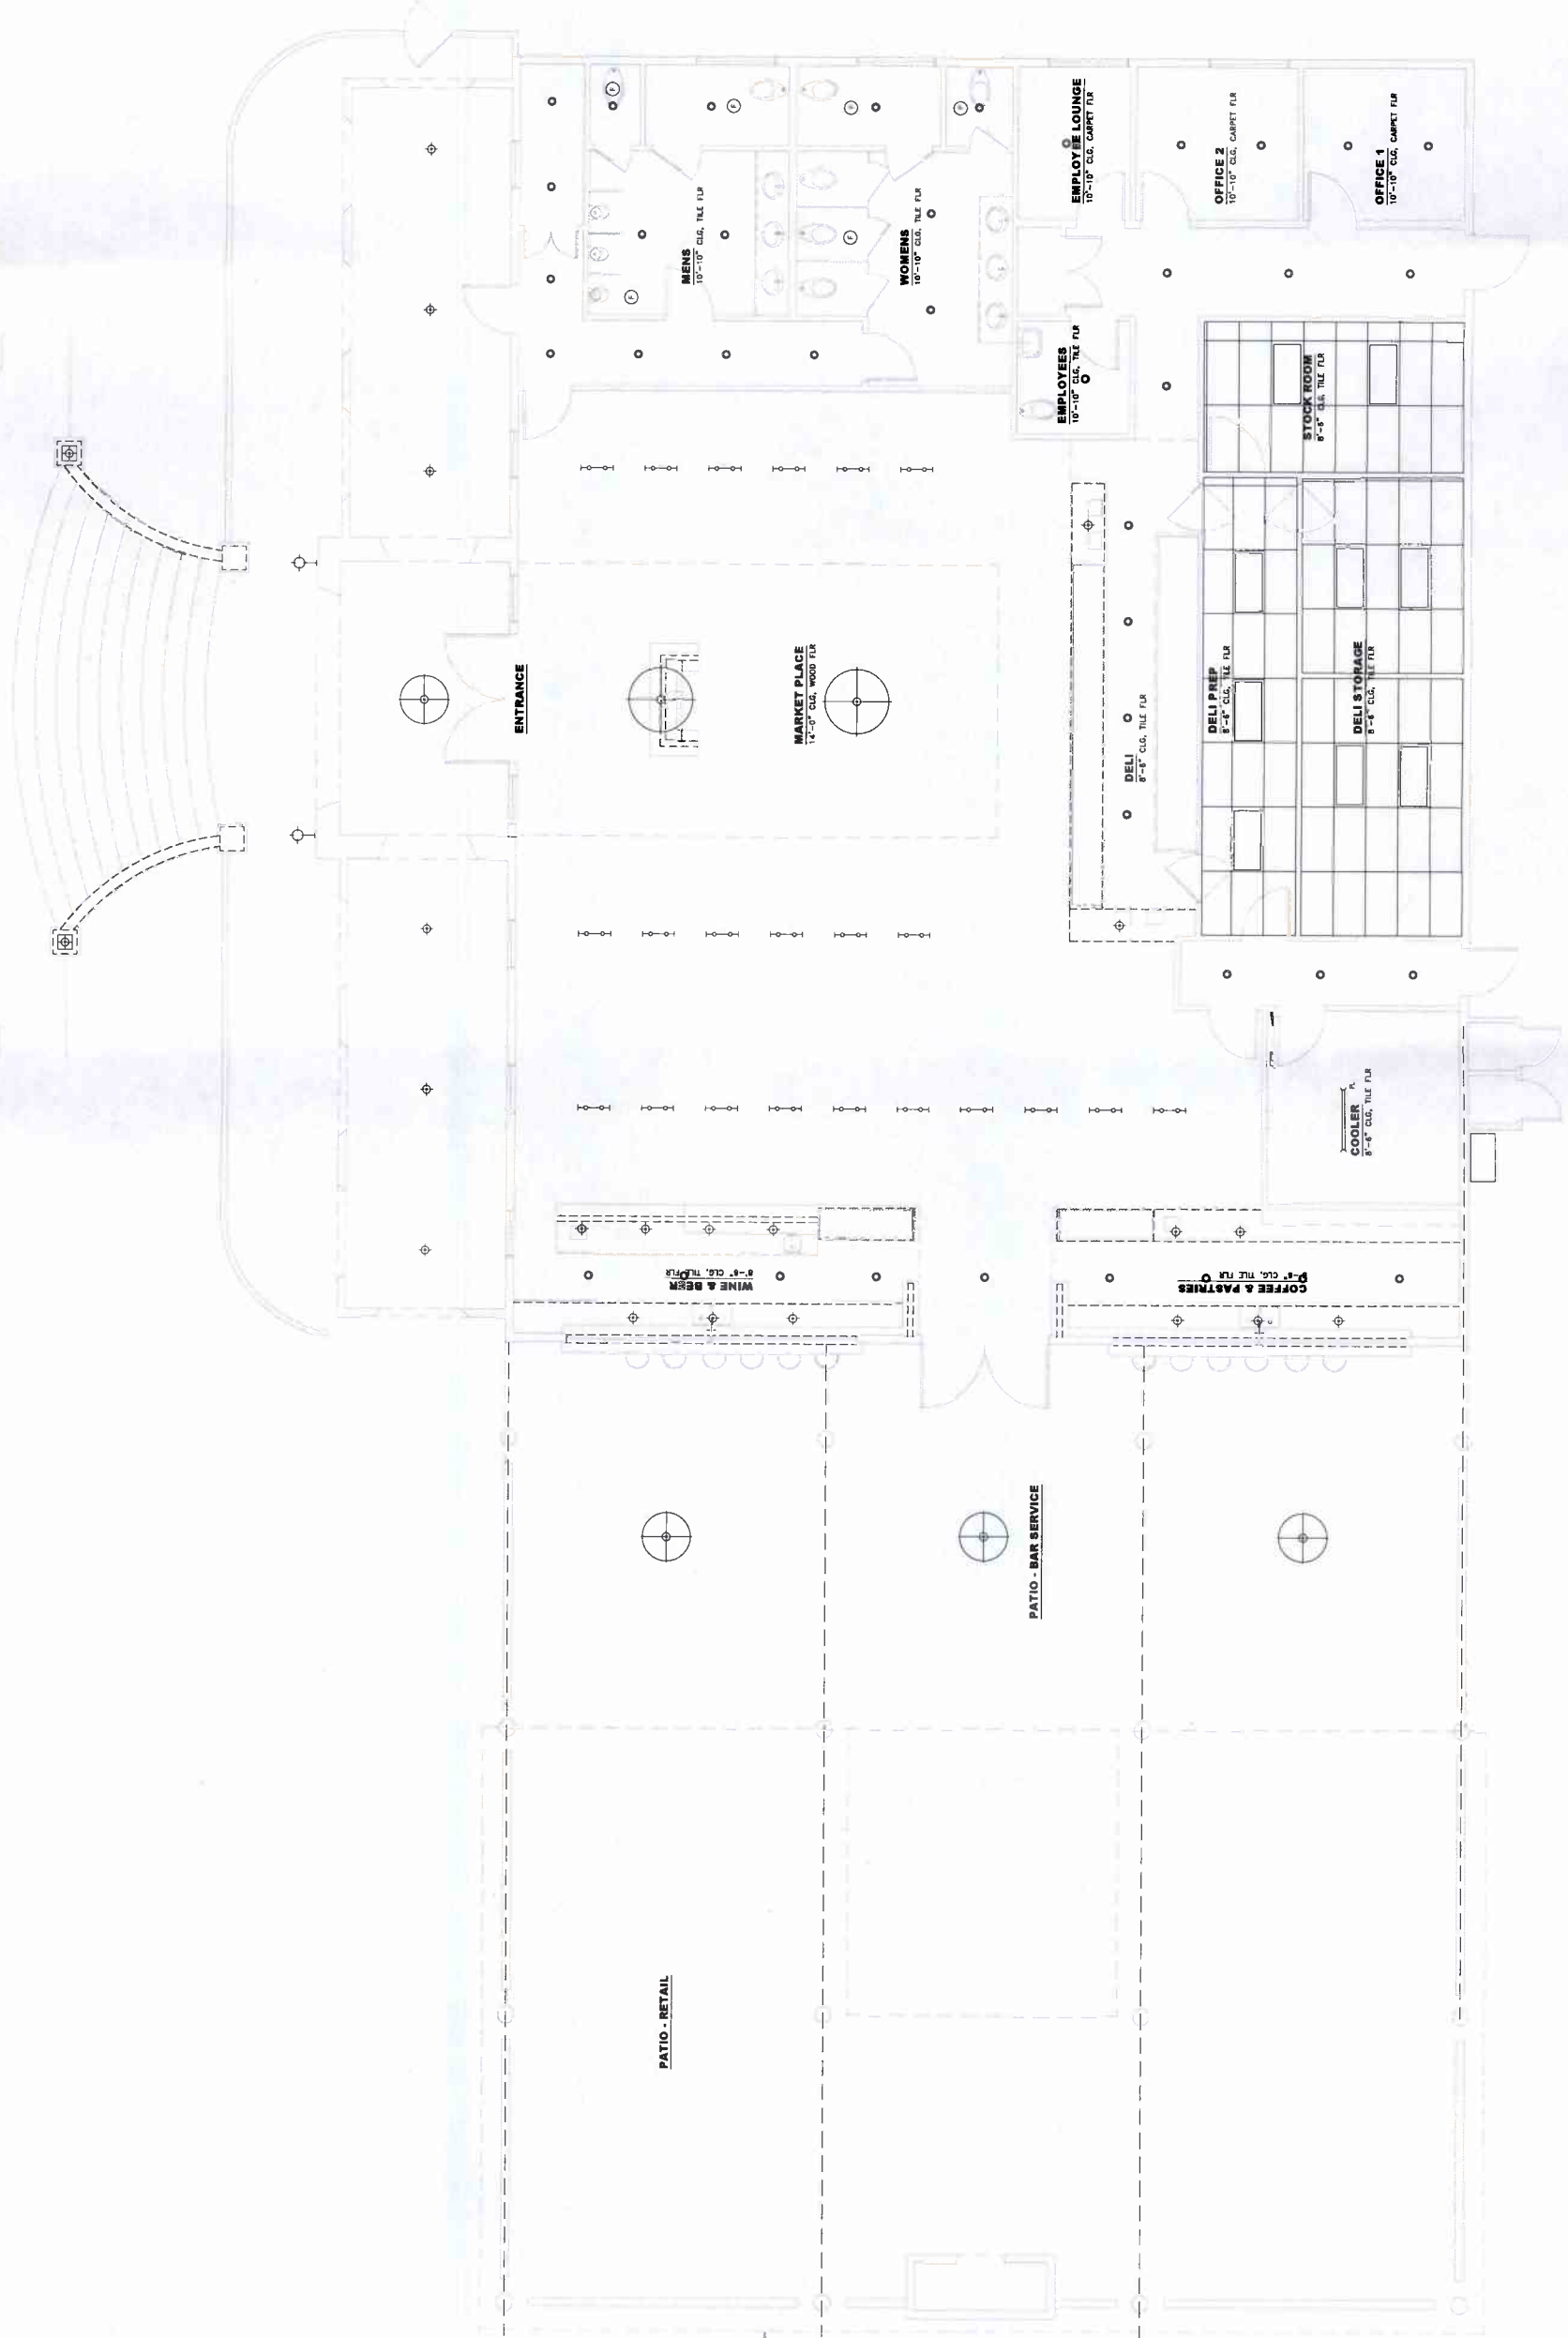 EMPLOYEE LOUNGE
10'-10" CLG, CARPET FLR
OFFICE 2
10'-10" CLG, CARPET FLR
OFFICE 1
10'-10" CLG, CARPET FLR
MENS
10'-10" CLG, TILE FLR
WOMENS
10'-10" CLG, TILE FLR
F
F
F
F
EMPLOYEES
10'-10" CLG, TILE FLR
STOCK ROOM
8'-6" CLG, TILE FLR
ENTRANCE
MARKET PLACE
14'-0" CLG, WOOD FLR
DELI
8'-6" CLG, TILE FLR
DELI PREP
8'-6" CLG, TILE FLR
DELI STORAGE
8'-6" CLG, TILE FLR
COOLER
8'-6" CLG, TILE FLR
WINE & BEER
8'-6" CLG, TILE FLR
COFFEE & PASTRIES
CLG, TILE FLR
PATIO - BAR SERVICE
PATIO - RETAIL